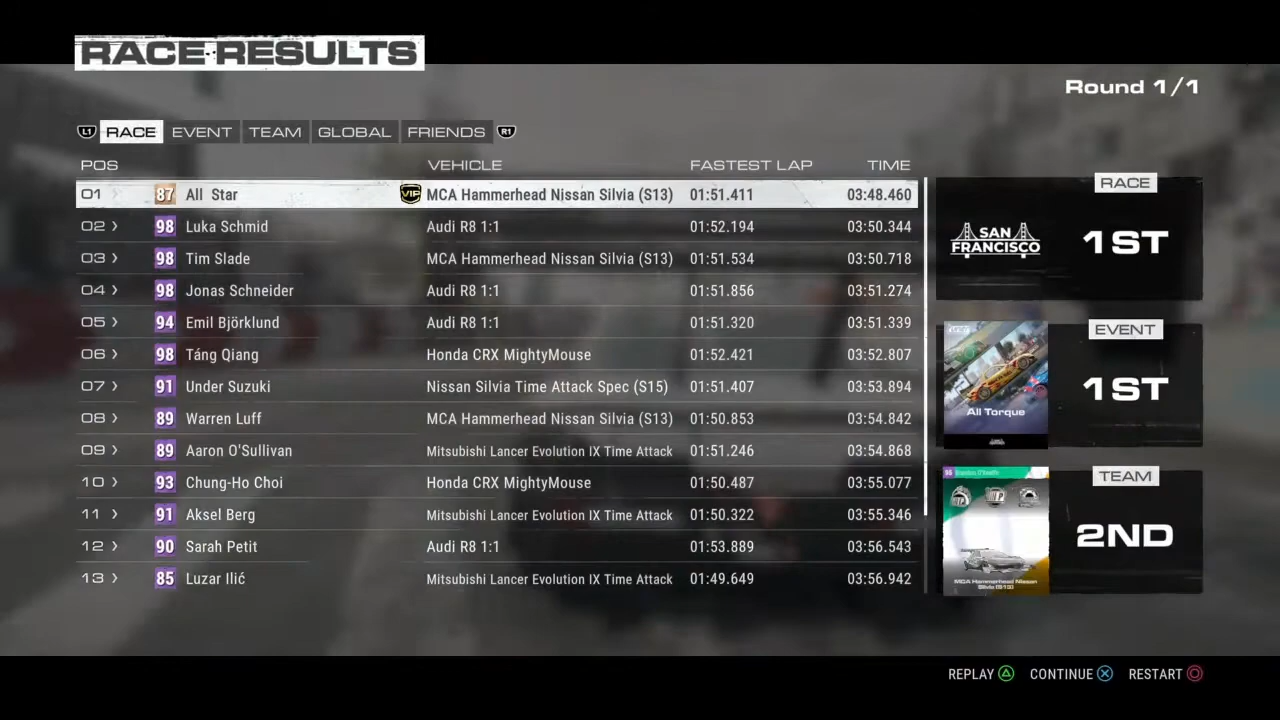 RACE RESULTS
Round 1/1
L1 RACE EVENT TEAM GLOBAL FRIENDS R1
POS VEHICLE FASTEST LAP TIME
01 87 All Star VIP MCA Hammerhead Nissan Silvia (S13) 01:51.411 03:48.460
02 98 Luka Schmid Audi R8 1:1 01:52.194 03:50.344
03 98 Tim Slade MCA Hammerhead Nissan Silvia (S13) 01:51.534 03:50.718
04 98 Jonas Schneider Audi R8 1:1 01:51.856 03:51.274
05 94 Emil Björklund Audi R8 1:1 01:51.320 03:51.339
06 98 Táng Qiang Honda CRX MightyMouse 01:52.421 03:52.807
07 91 Under Suzuki Nissan Silvia Time Attack Spec (S15) 01:51.407 03:53.894
08 89 Warren Luff MCA Hammerhead Nissan Silvia (S13) 01:50.853 03:54.842
09 89 Aaron O'Sullivan Mitsubishi Lancer Evolution IX Time Attack 01:51.246 03:54.868
10 93 Chung-Ho Choi Honda CRX MightyMouse 01:50.487 03:55.077
11 91 Aksel Berg Mitsubishi Lancer Evolution IX Time Attack 01:50.322 03:55.346
12 90 Sarah Petit Audi R8 1:1 01:53.889 03:56.543
13 85 Luzar Ilić Mitsubishi Lancer Evolution IX Time Attack 01:49.649 03:56.942
RACE
SAN
FRANCISCO
1ST
EVENT
All Torque
1ST
TEAM
MCA Hammerhead Nissan
Silvia (S13)
2ND
REPLAY CONTINUE RESTART